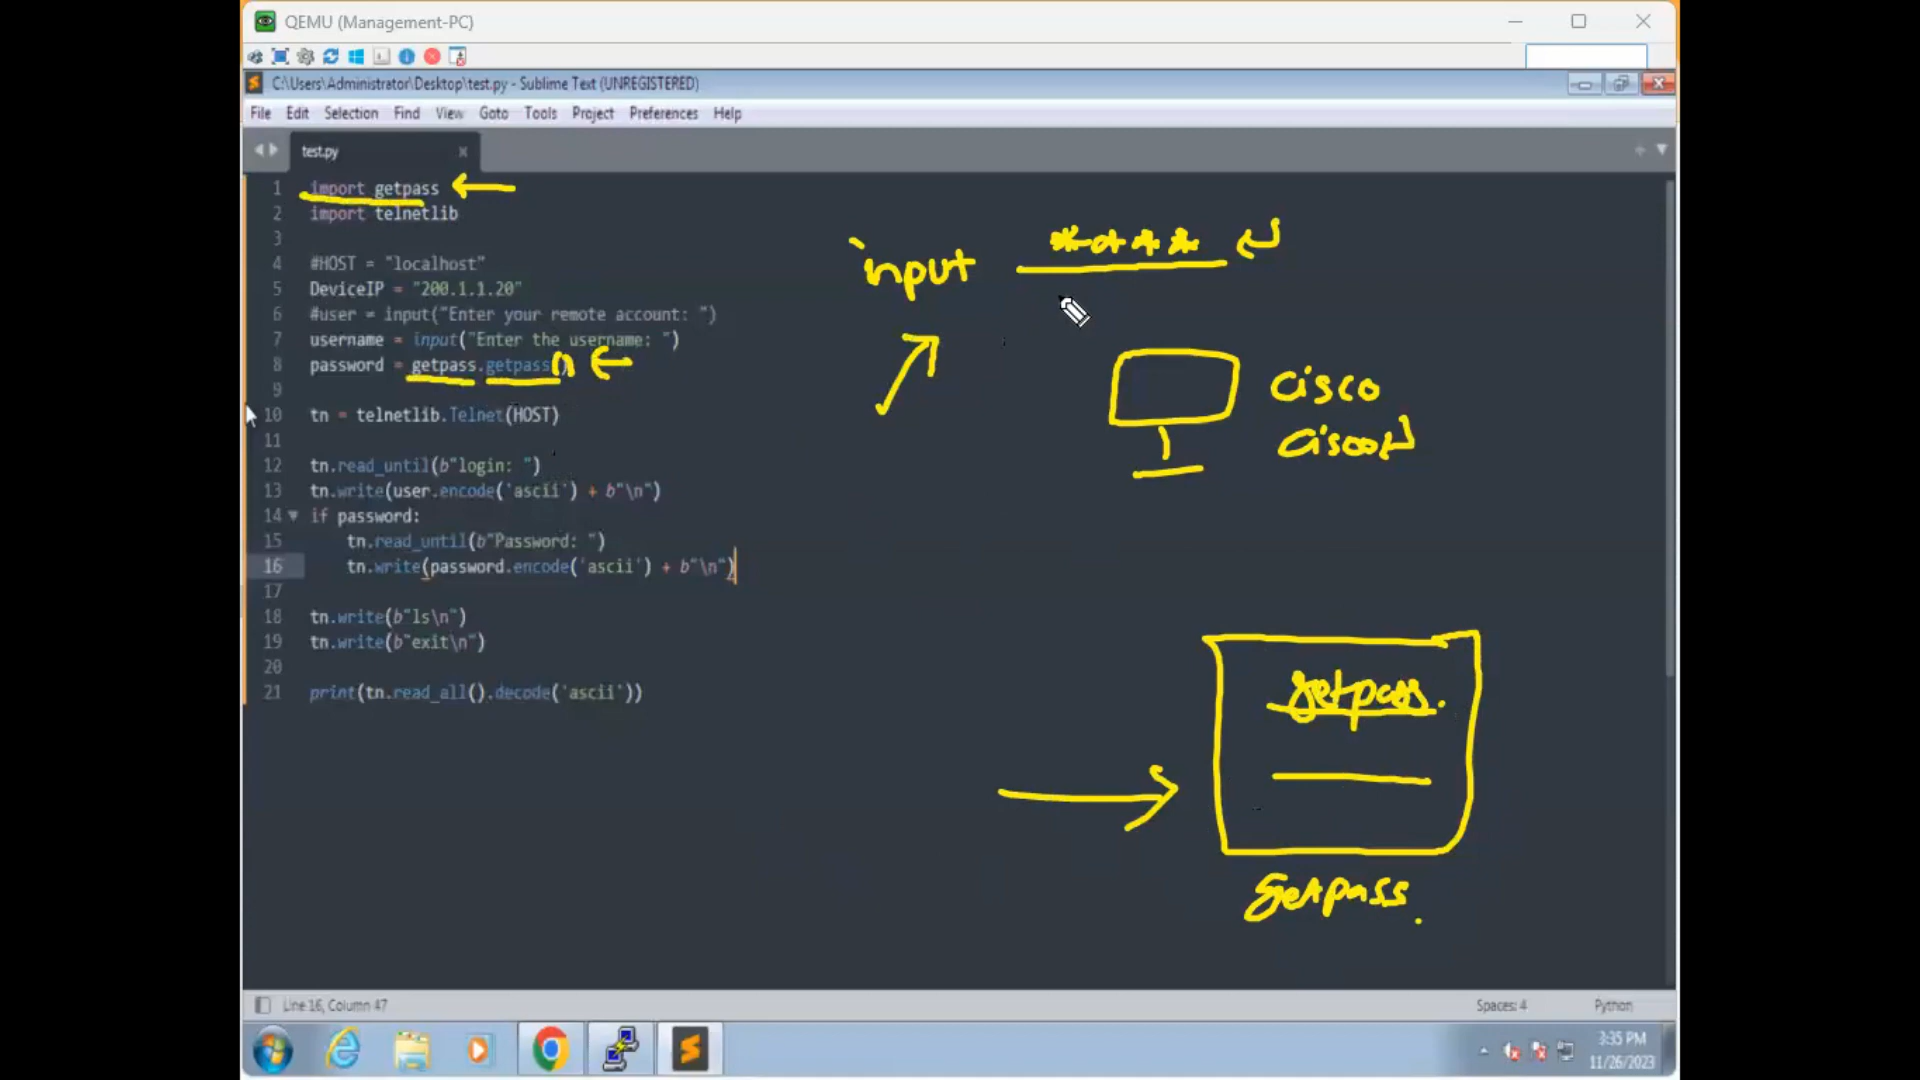 QEMU (Management-PC)
C:\Users\Administrator\Desktop\test.py - Sublime Text (UNREGISTERED)
File Edit Selection Find View Goto Tools Project Preferences Help
test.py
1 import getpass
2 import telnetlib
3
4 #HOST = "localhost"
5 DeviceIP = "200.1.1.20"
6 #user = input("Enter your remote account: ")
7 username = input("Enter the username: ")
8 password = getpass.getpass()
9
10 tn = telnetlib.Telnet(HOST)
11
12 tn.read_until(b"login: ")
13 tn.write(user.encode('ascii') + b"\n")
14 if password:
15 tn.read_until(b"Password: ")
16 tn.write(password.encode('ascii') + b"\n")
17
18 tn.write(b"ls\n")
19 tn.write(b"exit\n")
20
21 print(tn.read_all().decode('ascii'))
input ****
cisco
cisco
getpass.
getpass.
Line 16, Column 47
Spaces: 4
Python
3:35 PM
11/26/2023